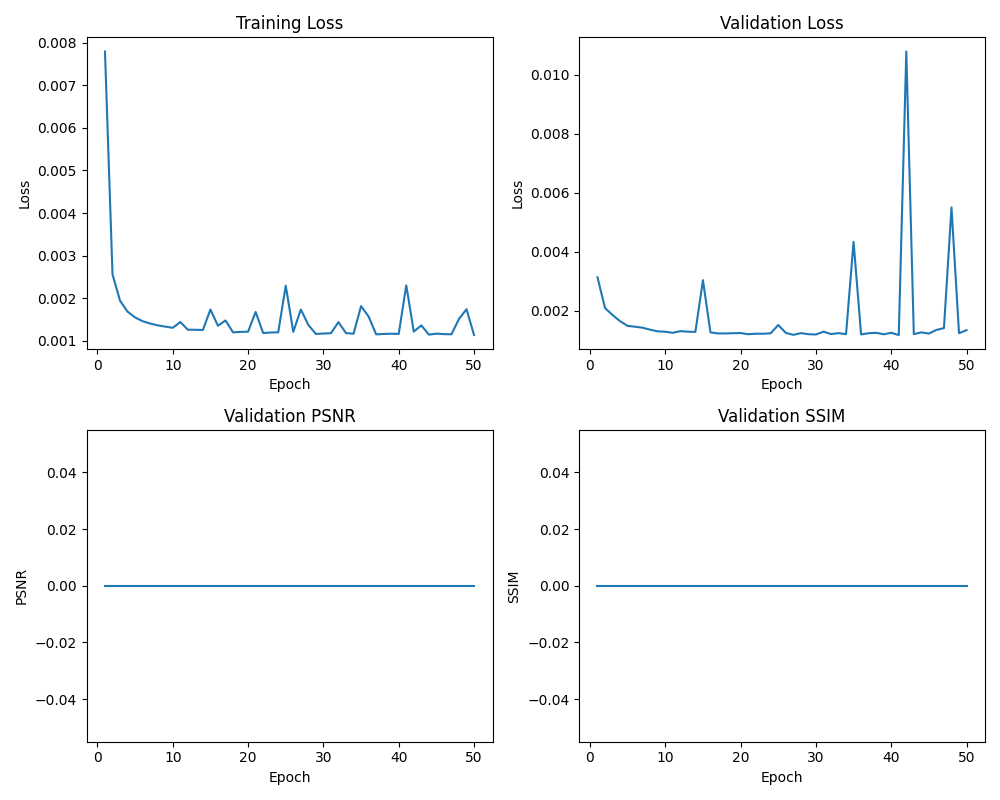 Training Loss
0.008
0.007
0.006
0.005
0.004
0.003
0.002
0.001
Loss
0 10 20 30 40 50
Epoch
Validation Loss
0.010
0.008
0.006
0.004
0.002
Loss
0 10 20 30 40 50
Epoch
Validation PSNR
0.04
0.02
0.00
−0.02
−0.04
PSNR
0 10 20 30 40 50
Epoch
Validation SSIM
0.04
0.02
0.00
−0.02
−0.04
SSIM
0 10 20 30 40 50
Epoch